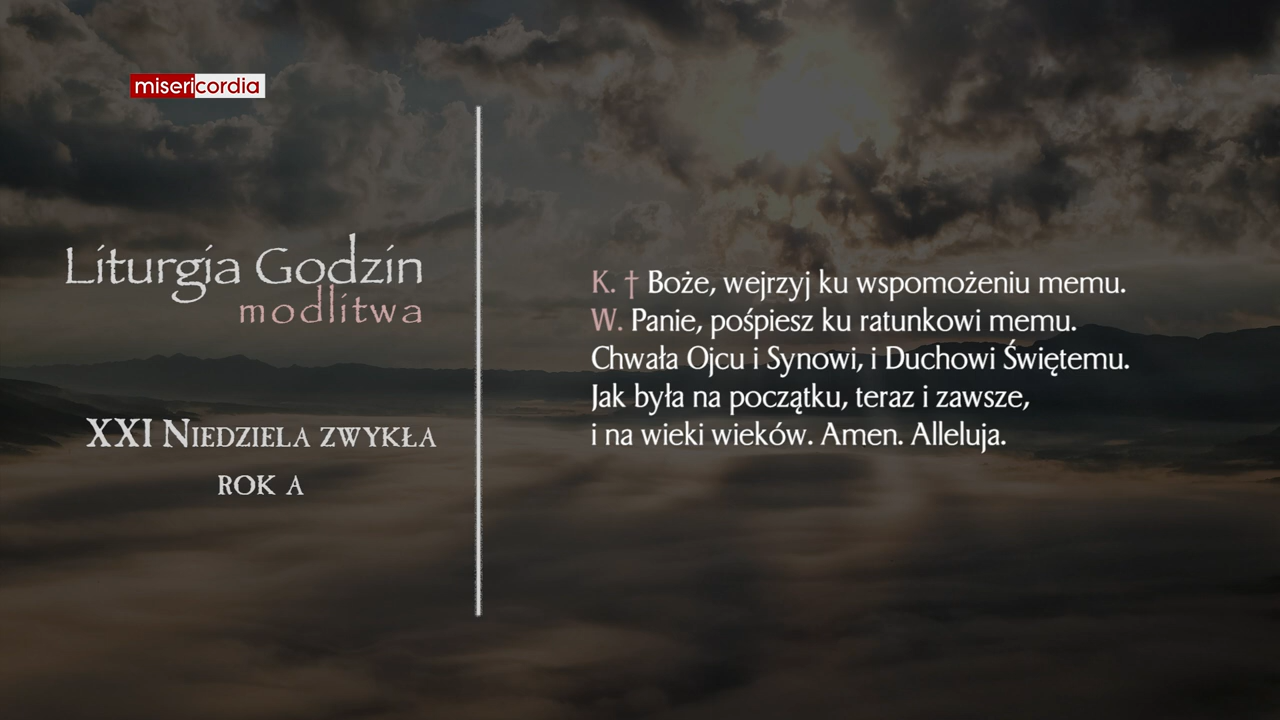 misericordia
Liturgia Godzin
modlitwa
XXI Niedziela zwykła
rok A
K. † Boże, wejrzyj ku wspomożeniu memu.
W. Panie, pośpiesz ku ratunkowi memu.
Chwała Ojcu i Synowi, i Duchowi Świętemu.
Jak była na początku, teraz i zawsze,
i na wieki wieków. Amen. Alleluja.